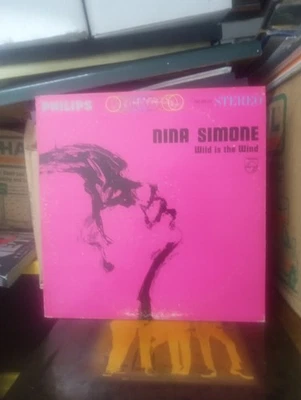 PHILIPS
STEREO
NINA SIMONE
Wild is the Wind